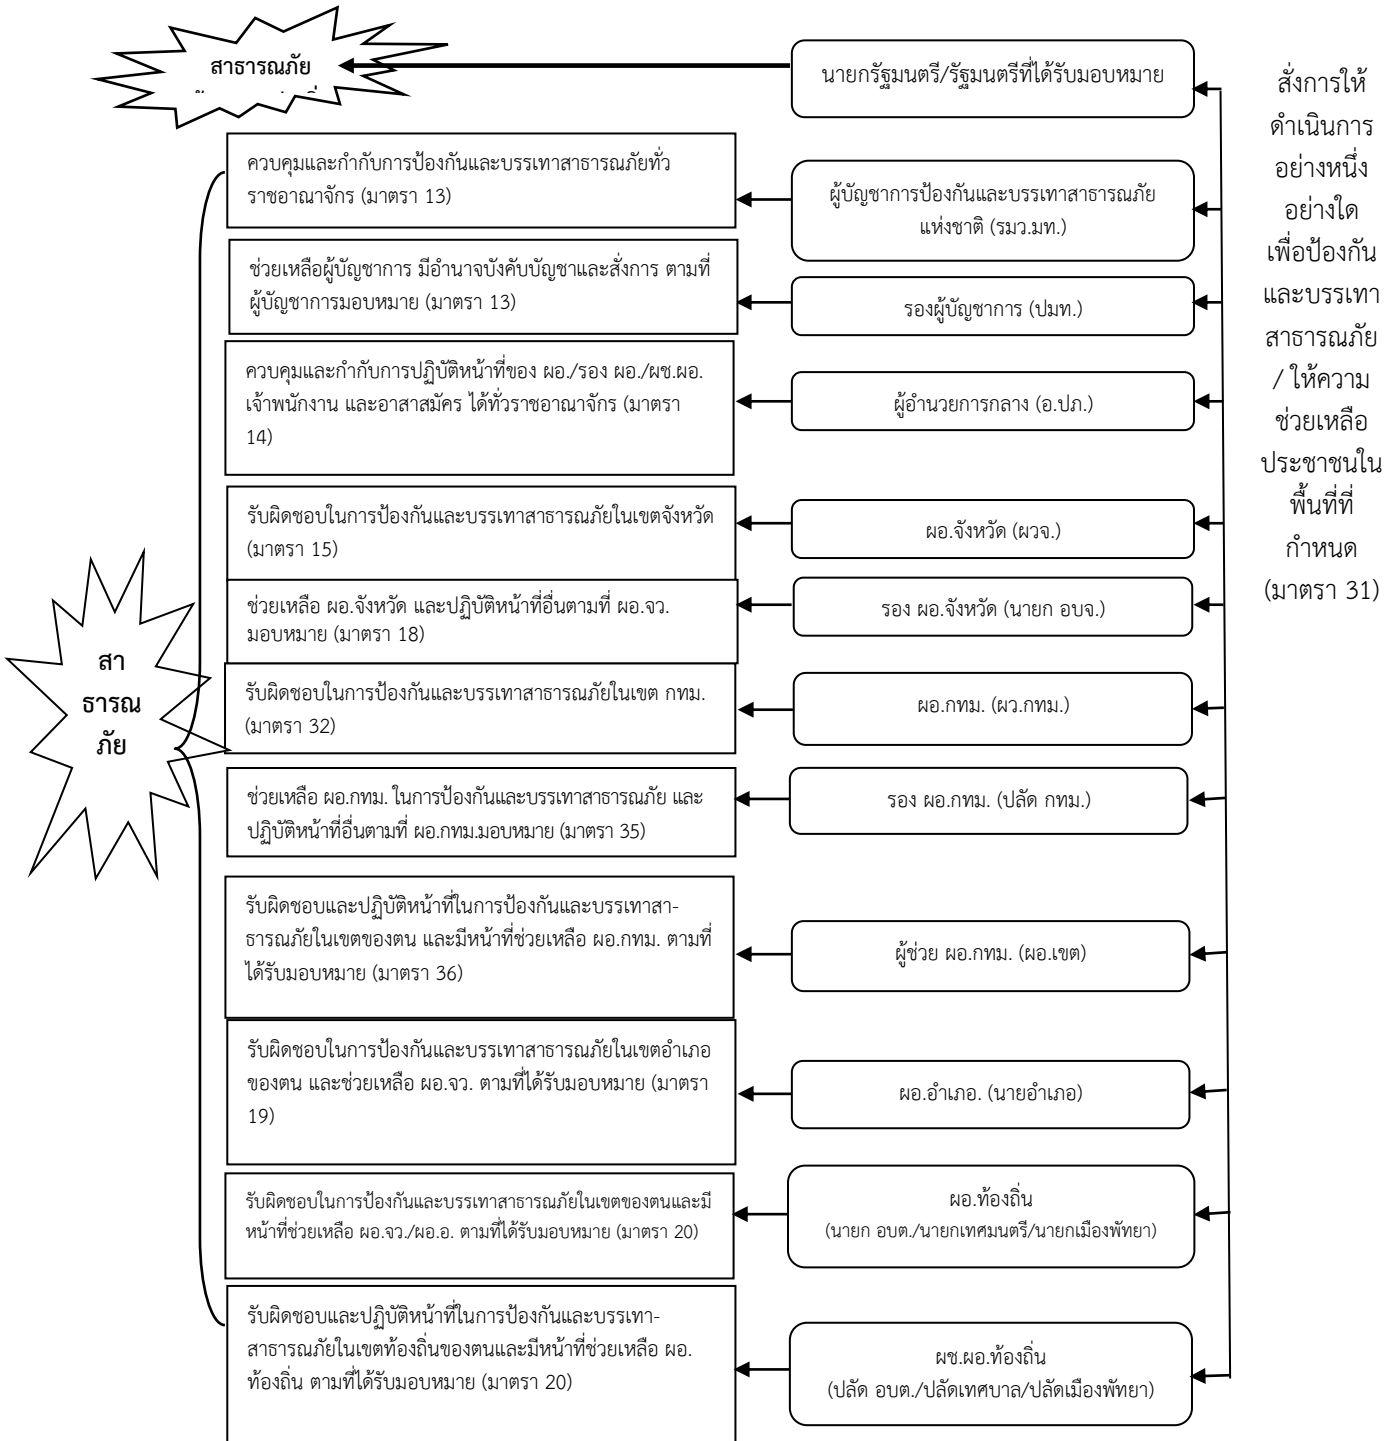 สาธารณภัย
นายกรัฐมนตรี/รัฐมนตรีที่ได้รับมอบหมาย
ควบคุมและกำกับการป้องกันและบรรเทาสาธารณภัยทั่ว
ราชอาณาจักร (มาตรา 13)
ผู้บัญชาการป้องกันและบรรเทาสาธารณภัย
แห่งชาติ (รมว.มท.)
ช่วยเหลือผู้บัญชาการ มีอำนาจบังคับบัญชาและสั่งการ ตามที่
ผู้บัญชาการมอบหมาย (มาตรา 13)
รองผู้บัญชาการ (ปมท.)
ควบคุมและกำกับการปฏิบัติหน้าที่ของ ผอ./รอง ผอ./ผช.ผอ.
เจ้าพนักงาน และอาสาสมัคร ได้ทั่วราชอาณาจักร (มาตรา
14)
ผู้อำนวยการกลาง (อ.ปภ.)
รับผิดชอบในการป้องกันและบรรเทาสาธารณภัยในเขตจังหวัด
(มาตรา 15)
ผอ.จังหวัด (ผวจ.)
ช่วยเหลือ ผอ.จังหวัด และปฏิบัติหน้าที่อื่นตามที่ ผอ.จว.
มอบหมาย (มาตรา 18)
รอง ผอ.จังหวัด (นายก อบจ.)
รับผิดชอบในการป้องกันและบรรเทาสาธารณภัยในเขต กทม.
(มาตรา 32)
ผอ.กทม. (ผว.กทม.)
ช่วยเหลือ ผอ.กทม. ในการป้องกันและบรรเทาสาธารณภัย และ
ปฏิบัติหน้าที่อื่นตามที่ ผอ.กทม.มอบหมาย (มาตรา 35)
รอง ผอ.กทม. (ปลัด กทม.)
รับผิดชอบและปฏิบัติหน้าที่ในการป้องกันและบรรเทาสา-
ธารณภัยในเขตของตน และมีหน้าที่ช่วยเหลือ ผอ.กทม. ตามที่
ได้รับมอบหมาย (มาตรา 36)
ผู้ช่วย ผอ.กทม. (ผอ.เขต)
รับผิดชอบในการป้องกันและบรรเทาสาธารณภัยในเขตอำเภอ
ของตน และช่วยเหลือ ผอ.จว. ตามที่ได้รับมอบหมาย (มาตรา
19)
ผอ.อำเภอ. (นายอำเภอ)
รับผิดชอบในการป้องกันและบรรเทาสาธารณภัยในเขตของตนและมี
หน้าที่ช่วยเหลือ ผอ.จว./ผอ.อ. ตามที่ได้รับมอบหมาย (มาตรา 20)
ผอ.ท้องถิ่น
(นายก อบต./นายกเทศมนตรี/นายกเมืองพัทยา)
รับผิดชอบและปฏิบัติหน้าที่ในการป้องกันและบรรเทา-
สาธารณภัยในเขตท้องถิ่นของตนและมีหน้าที่ช่วยเหลือ ผอ.
ท้องถิ่น ตามที่ได้รับมอบหมาย (มาตรา 20)
ผช.ผอ.ท้องถิ่น
(ปลัด อบต./ปลัดเทศบาล/ปลัดเมืองพัทยา)
สา
ธารณ
ภัย
สั่งการให้
ดำเนินการ
อย่างหนึ่ง
อย่างใด
เพื่อป้องกัน
และบรรเทา
สาธารณภัย
/ ให้ความ
ช่วยเหลือ
ประชาชนใน
พื้นที่ที่
กำหนด
(มาตรา 31)